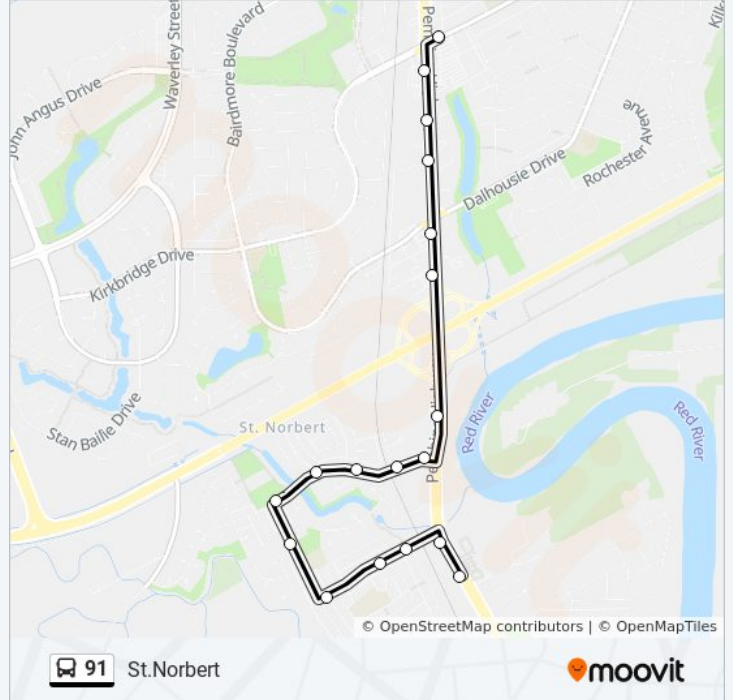 Waverley Street
Bairdmore Boulevard
John Angus Drive
Rochester Avenue
Dalhousie Drive
Kirkbridge Drive
Stan Bailie Drive
St. Norbert
Red River
Red River
© OpenStreetMap contributors | © OpenMapTiles
91 St.Norbert
moovit